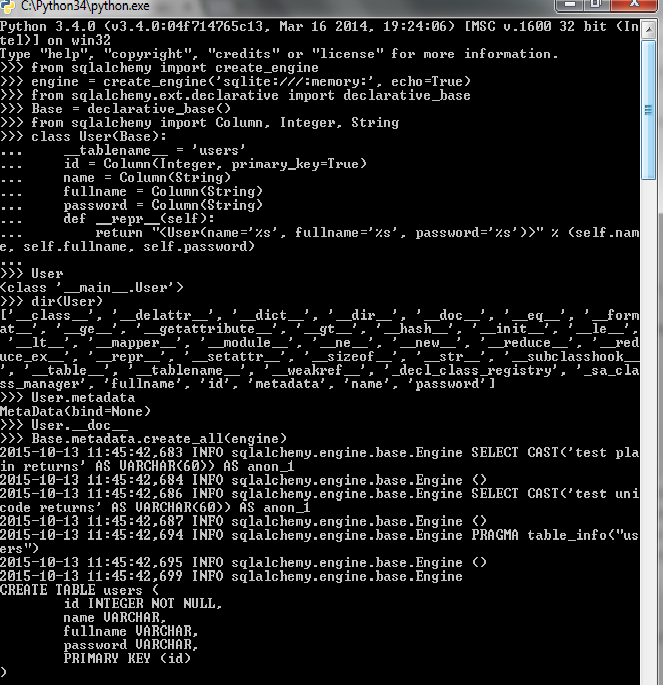 C:\Python34\python.exe
Python 3.4.0 (v3.4.0:04f714765c13, Mar 16 2014, 19:24:06) [MSC v.1600 32 bit (In
tel)] on win32
Type "help", "copyright", "credits" or "license" for more information.
>>> from sqlalchemy import create_engine
>>> engine = create_engine('sqlite:///:memory:', echo=True)
>>> from sqlalchemy.ext.declarative import declarative_base
>>> Base = declarative_base()
>>> from sqlalchemy import Column, Integer, String
>>> class User(Base):
...     __tablename__ = 'users'
...     id = Column(Integer, primary_key=True)
...     name = Column(String)
...     fullname = Column(String)
...     password = Column(String)
...     def __repr__(self):
...         return "<User(name='%s', fullname='%s', password='%s')>" % (self.nam
e, self.fullname, self.password)
...
>>> User
<class '__main__.User'>
>>> dir(User)
['__class__', '__delattr__', '__dict__', '__dir__', '__doc__', '__eq__', '__form
at__', '__ge__', '__getattribute__', '__gt__', '__hash__', '__init__', '__le__',
 '__lt__', '__mapper__', '__module__', '__ne__', '__new__', '__reduce__', '__red
uce_ex__', '__repr__', '__setattr__', '__sizeof__', '__str__', '__subclasshook__
', '__table__', '__tablename__', '__weakref__', '_decl_class_registry', '_sa_cla
ss_manager', 'fullname', 'id', 'metadata', 'name', 'password']
>>> User.metadata
MetaData(bind=None)
>>> User.__doc__
>>> Base.metadata.create_all(engine)
2015-10-13 11:45:42,683 INFO sqlalchemy.engine.base.Engine SELECT CAST('test pla
in returns' AS VARCHAR(60)) AS anon_1
2015-10-13 11:45:42,684 INFO sqlalchemy.engine.base.Engine ()
2015-10-13 11:45:42,686 INFO sqlalchemy.engine.base.Engine SELECT CAST('test uni
code returns' AS VARCHAR(60)) AS anon_1
2015-10-13 11:45:42,687 INFO sqlalchemy.engine.base.Engine ()
2015-10-13 11:45:42,694 INFO sqlalchemy.engine.base.Engine PRAGMA table_info("us
ers")
2015-10-13 11:45:42,695 INFO sqlalchemy.engine.base.Engine ()
2015-10-13 11:45:42,699 INFO sqlalchemy.engine.base.Engine
CREATE TABLE users (
        id INTEGER NOT NULL,
        name VARCHAR,
        fullname VARCHAR,
        password VARCHAR,
        PRIMARY KEY (id)
)